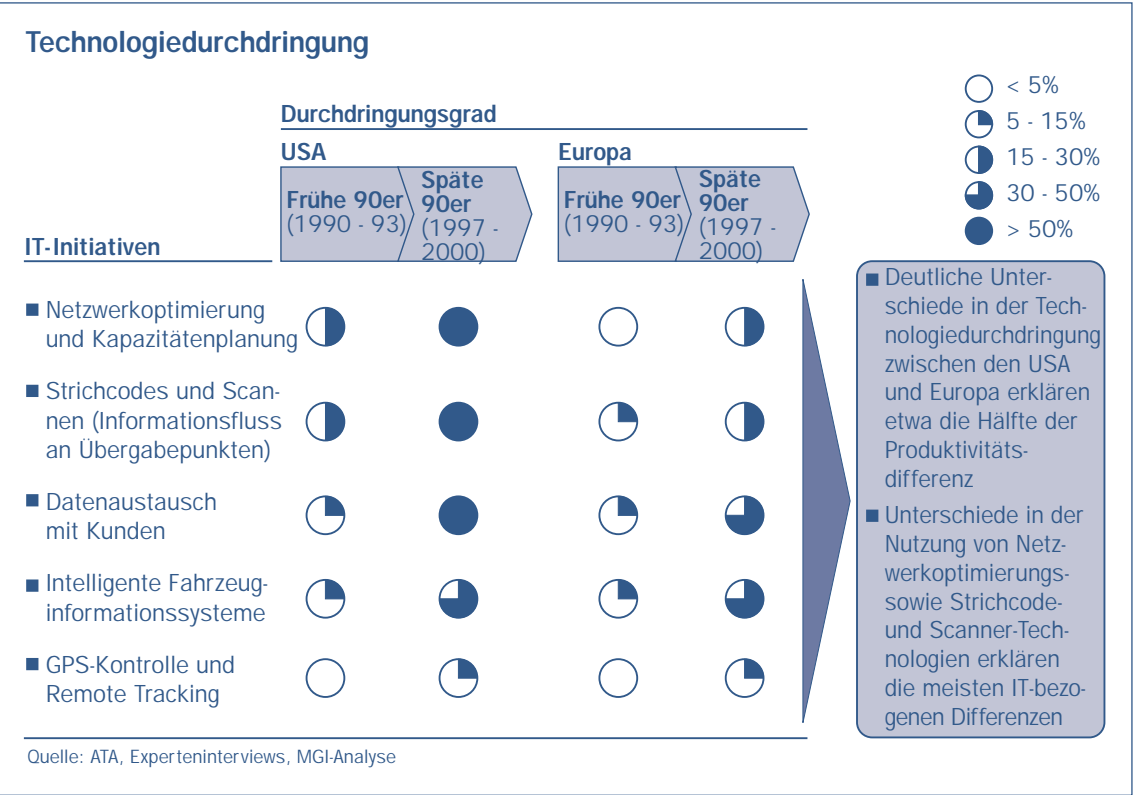 Technologiedurchdringung
< 5%
5 - 15%
15 - 30%
30 - 50%
> 50%
Durchdringungsgrad
USA
Europa
Frühe 90er
(1990 - 93)
Späte
90er
(1997 -
2000)
Frühe 90er
(1990 - 93)
Späte
90er
(1997 -
2000)
IT-Initiativen
■ Netzwerkoptimierung
und Kapazitätenplanung
■ Strichcodes und Scan-
nen (Informationsfluss
an Übergabepunkten)
■ Datenaustausch
mit Kunden
■ Intelligente Fahrzeug-
informationssysteme
■ GPS-Kontrolle und
Remote Tracking
■ Deutliche Unter-
schiede in der Tech-
nologiedurchdringung
zwischen den USA
und Europa erklären
etwa die Hälfte der
Produktivitäts-
differenz
■ Unterschiede in der
Nutzung von Netz-
werkoptimierungs-
sowie Strichcode-
und Scanner-Tech-
nologien erklären
die meisten IT-bezo-
genen Differenzen
Quelle: ATA, Experteninterviews, MGI-Analyse